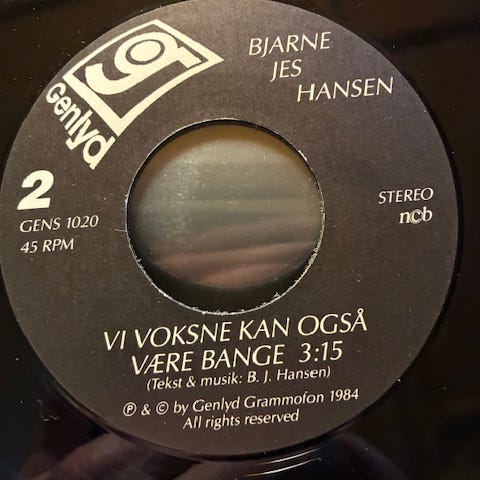 g
Genlyd
BJARNE
JES
HANSEN
2
GENS 1020
45 RPM
STEREO
ncb
VI VOKSNE KAN OGSÅ
VÆRE BANGE 3:15
(Tekst & musik: B. J. Hansen)
℗ & © by Genlyd Grammofon 1984
All rights reserved